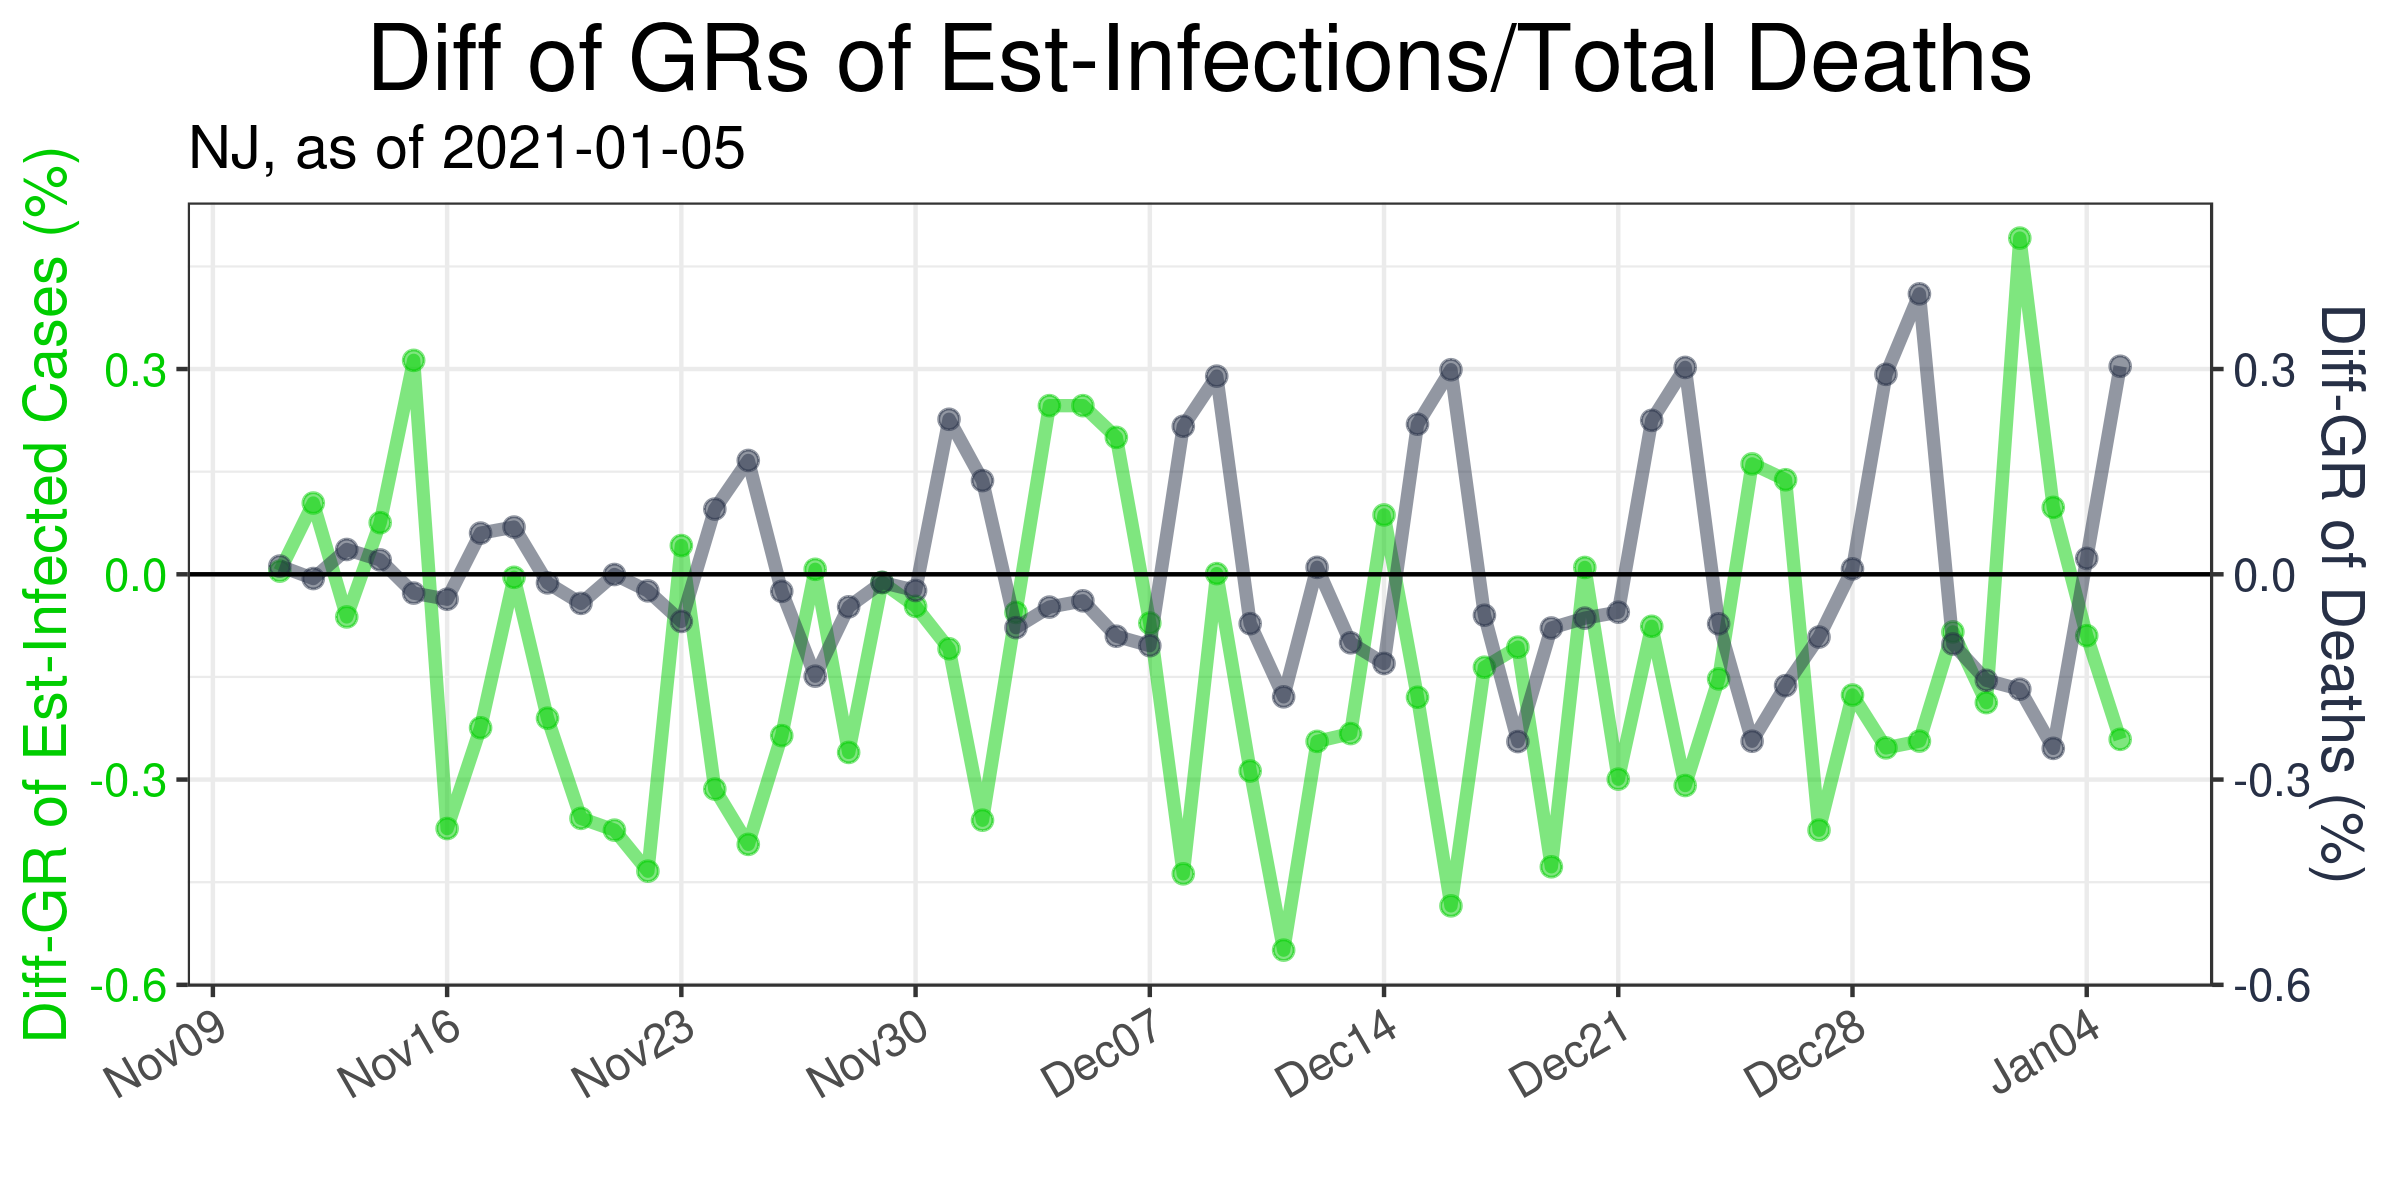 Diff of GRs of Est-Infections/Total Deaths
NJ, as of 2021-01-05
Diff-GR of Est-Infected Cases (%)
0.3
0.0
-0.3
-0.6
0.3
0.0
-0.3
-0.6
Diff-GR of Deaths (%)
Nov09
Nov16
Nov23
Nov30
Dec07
Dec14
Dec21
Dec28
Jan04